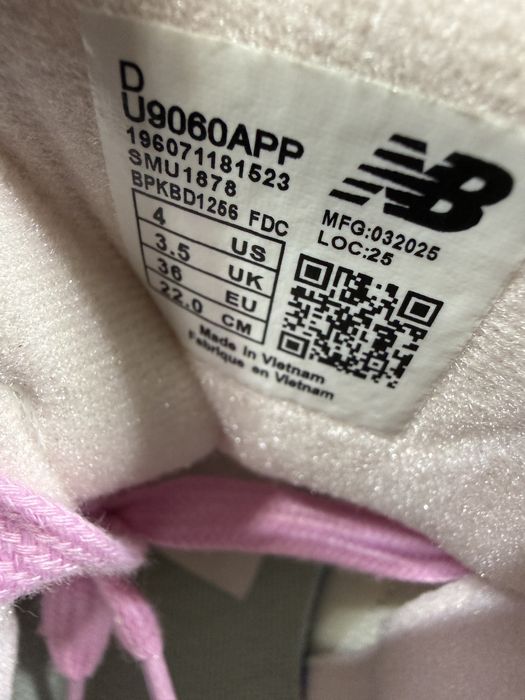 D
U9060APP
196071181523
SMU1878
BPKBD1256 FDC
4 US
3.5 UK
36 EU
22.0 CM
NB
MFG:032025
LOC:25
Made in Vietnam
Fabriqué en Vietnam